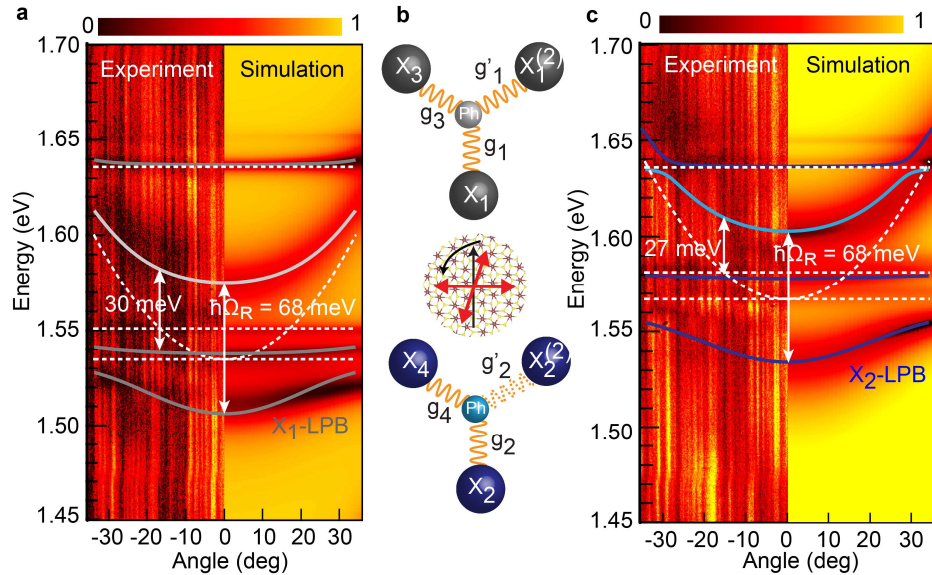 a
0
1
Experiment
Simulation
1.70
1.65
1.60
1.55
1.50
1.45
Energy (eV)
30 meV
ħΩR = 68 meV
X1-LPB
-30 -20 -10 0 10 20 30
Angle (deg)
b
X3
g3
X1(2)
g'1
Ph
g1
X1
X4
g4
X2(2)
g'2
Ph
g2
X2
c
0
1
Experiment
Simulation
1.70
1.65
1.60
1.55
1.50
1.45
Energy (eV)
27 meV
ħΩR = 68 meV
X2-LPB
-30 -20 -10 0 10 20 30
Angle (deg)